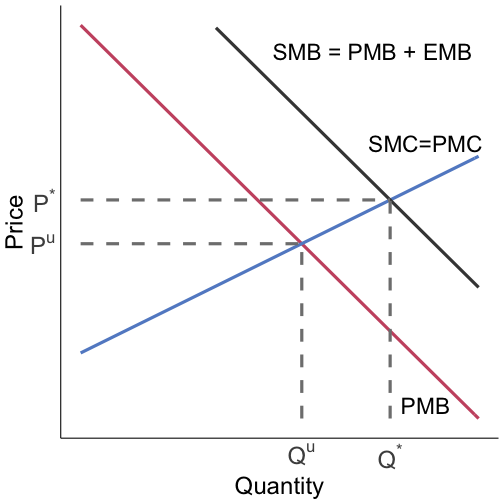 SMB = PMB + EMB
SMC=PMC
Price
P*
Pu
PMB
Qu
Q*
Quantity